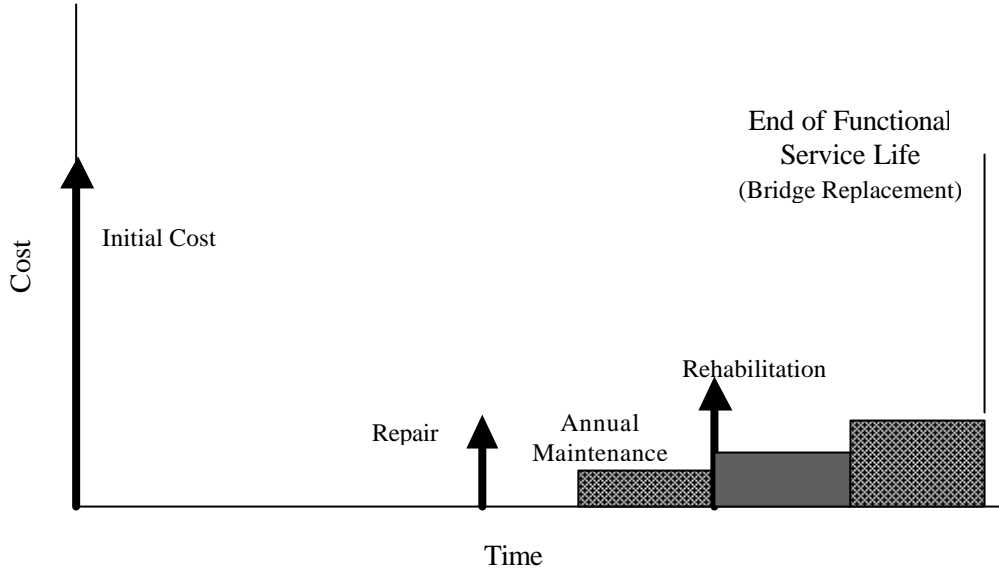 End of Functional
Service Life
(Bridge Replacement)
Initial Cost
Cost
Rehabilitation
Repair
Annual
Maintenance
Time